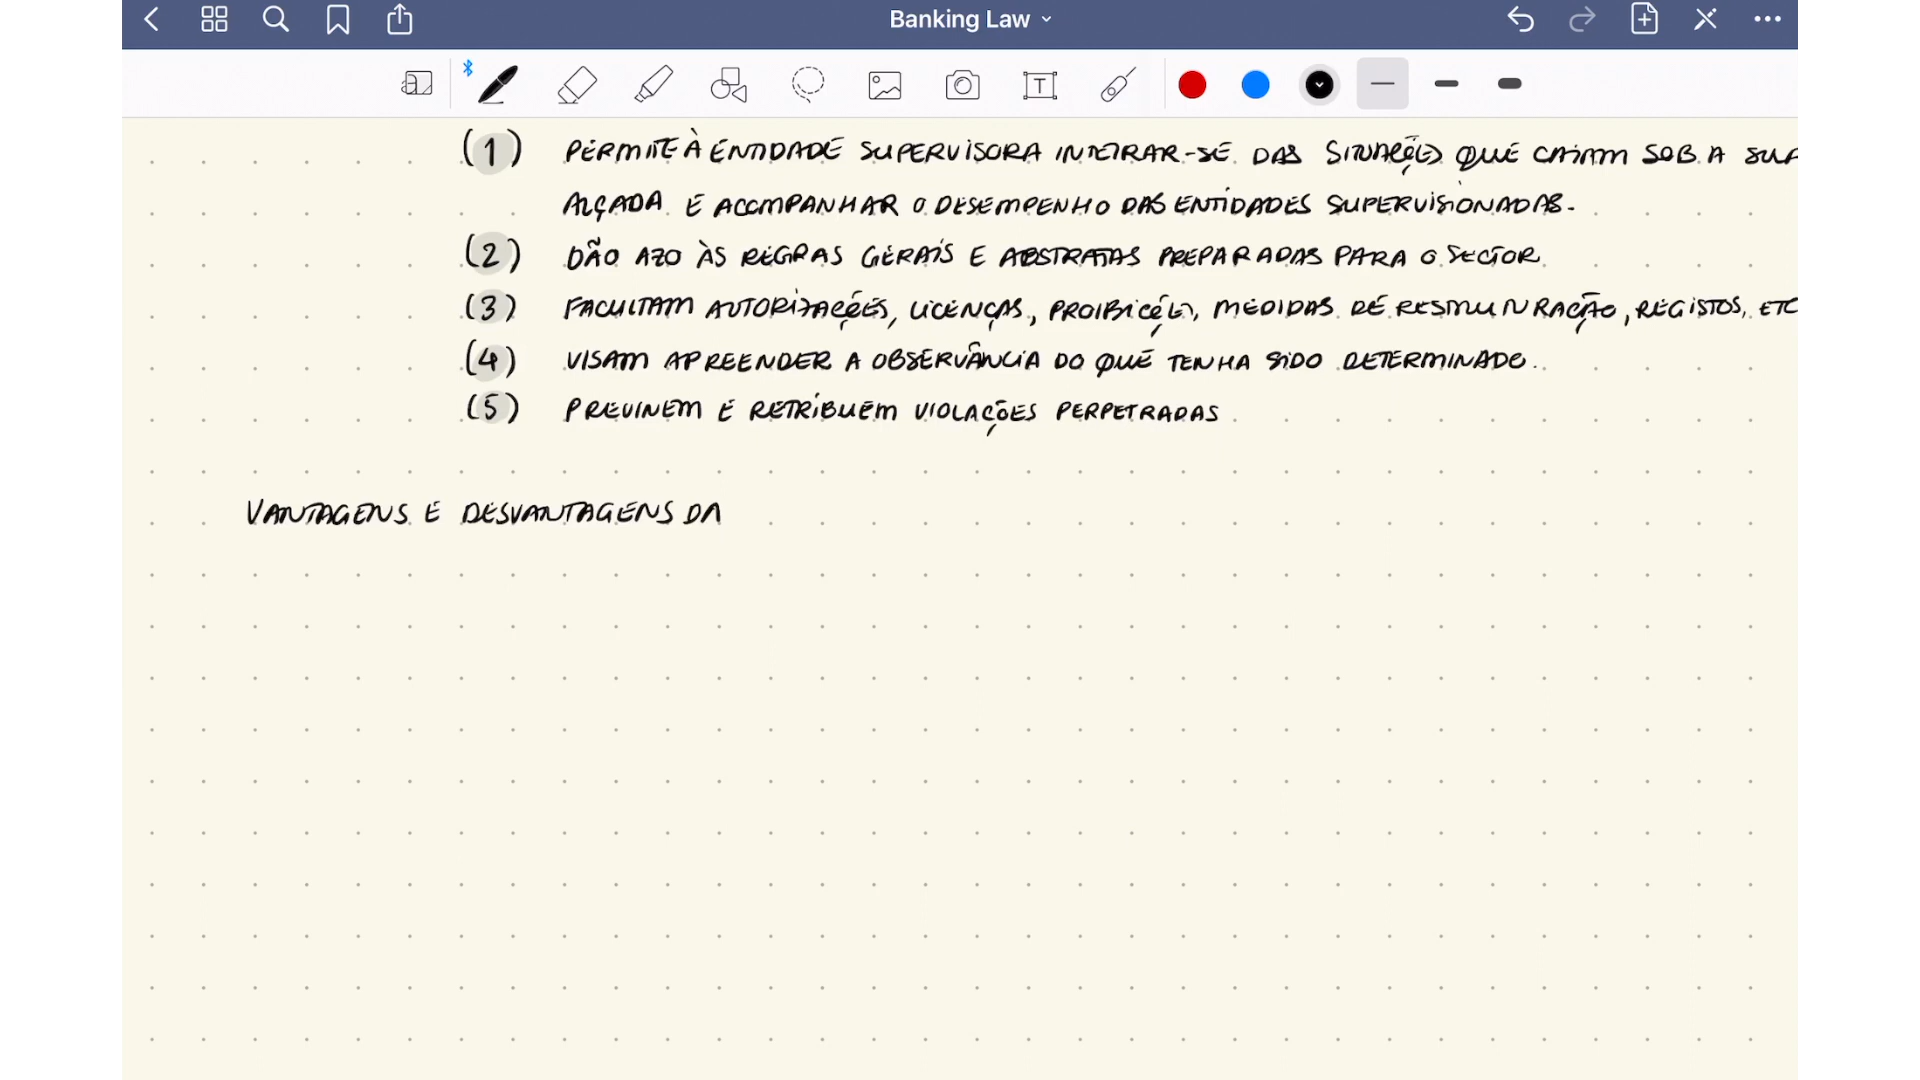 Banking Law
(1) PERMITE À ENTIDADE SUPERVISORA INTEIRAR-SE DAS SITUAÇÕES QUE CAIAM SOB A SUA
ALÇADA E ACOMPANHAR O DESEMPENHO DAS ENTIDADES SUPERVISIONADAS.
(2) DÃO AZO ÀS REGRAS GERAIS E ABSTRATAS PREPARADAS PARA O SECTOR
(3) FACULTAM AUTORIZAÇÕES, LICENÇAS, PROIBIÇÕES, MEDIDAS DE REESTRUTURAÇÃO, REGISTOS, ETC
(4) VISAM APREENDER A OBSERVÂNCIA DO QUE TENHA SIDO DETERMINADO.
(5) PREVINEM E RETRIBUEM VIOLAÇÕES PERPETRADAS
VANTAGENS E DESVANTAGENS DA